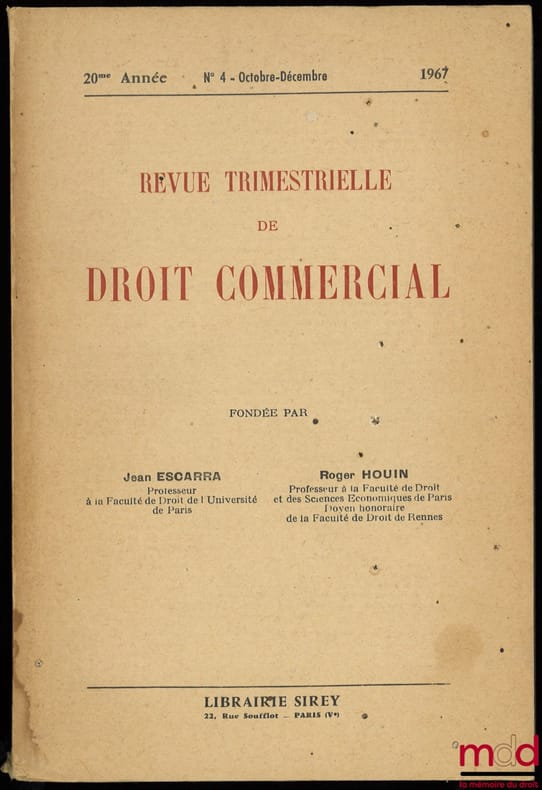 20me Année N° 4 - Octobre-Décembre 1967
REVUE TRIMESTRIELLE
DE
DROIT COMMERCIAL
FONDÉE PAR
Jean ESCARRA
Professeur
à la Faculté de Droit de l'Université
de Paris
Roger HOUIN
Professeur à la Faculté de Droit
et des Sciences Economiques de Paris
Doyen honoraire
de la Faculté de Droit de Rennes
LIBRAIRIE SIREY
22, Rue Soufflot — PARIS (Ve)
mdd
la mémoire du droit